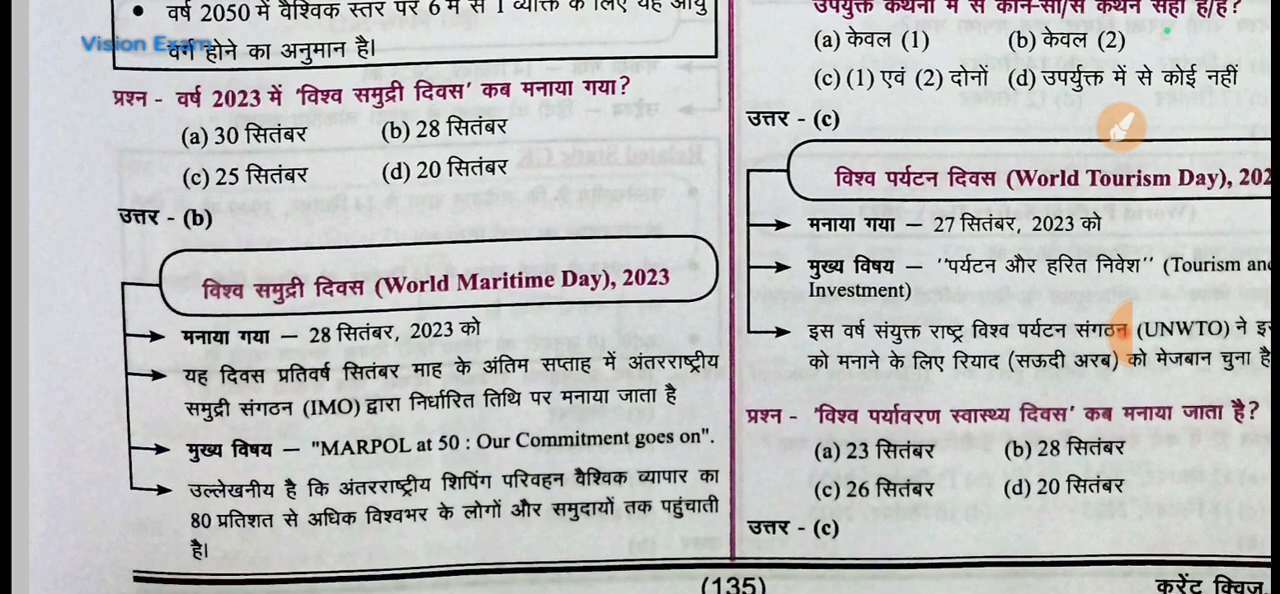 • वर्ष 2050 में वैश्विक स्तर पर 6 में से 1 व्यक्ति के लिए यह आयु
Vision Exam
वर्ग होने का अनुमान है।
प्रश्न - वर्ष 2023 में 'विश्व समुद्री दिवस' कब मनाया गया?
(a) 30 सितंबर (b) 28 सितंबर
(c) 25 सितंबर (d) 20 सितंबर
उत्तर - (b)
विश्व समुद्री दिवस (World Maritime Day), 2023
मनाया गया – 28 सितंबर, 2023 को
यह दिवस प्रतिवर्ष सितंबर माह के अंतिम सप्ताह में अंतरराष्ट्रीय
समुद्री संगठन (IMO) द्वारा निर्धारित तिथि पर मनाया जाता है
मुख्य विषय – "MARPOL at 50 : Our Commitment goes on".
उल्लेखनीय है कि अंतरराष्ट्रीय शिपिंग परिवहन वैश्विक व्यापार का
80 प्रतिशत से अधिक विश्वभर के लोगों और समुदायों तक पहुंचाती
है।
उपर्युक्त कथनों में से कौन-सा/से कथन सही है/हैं?
(a) केवल (1) (b) केवल (2)
(c) (1) एवं (2) दोनों (d) उपर्युक्त मे से कोई नहीं
उत्तर - (c)
विश्व पर्यटन दिवस (World Tourism Day), 202
मनाया गया – 27 सितंबर, 2023 को
मुख्य विषय – ''पर्यटन और हरित निवेश'' (Tourism and
Investment)
इस वर्ष संयुक्त राष्ट्र विश्व पर्यटन संगठन (UNWTO) ने इस
को मनाने के लिए रियाद (सऊदी अरब) को मेजबान चुना है
प्रश्न - 'विश्व पर्यावरण स्वास्थ्य दिवस' कब मनाया जाता है?
(a) 23 सितंबर (b) 28 सितंबर
(c) 26 सितंबर (d) 20 सितंबर
उत्तर - (c)
(135)
करेंट क्विज़,